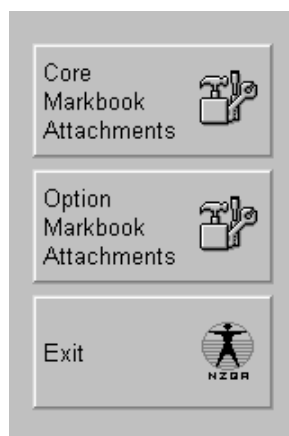 Core
Markbook
Attachments
Option
Markbook
Attachments
Exit
NZQA